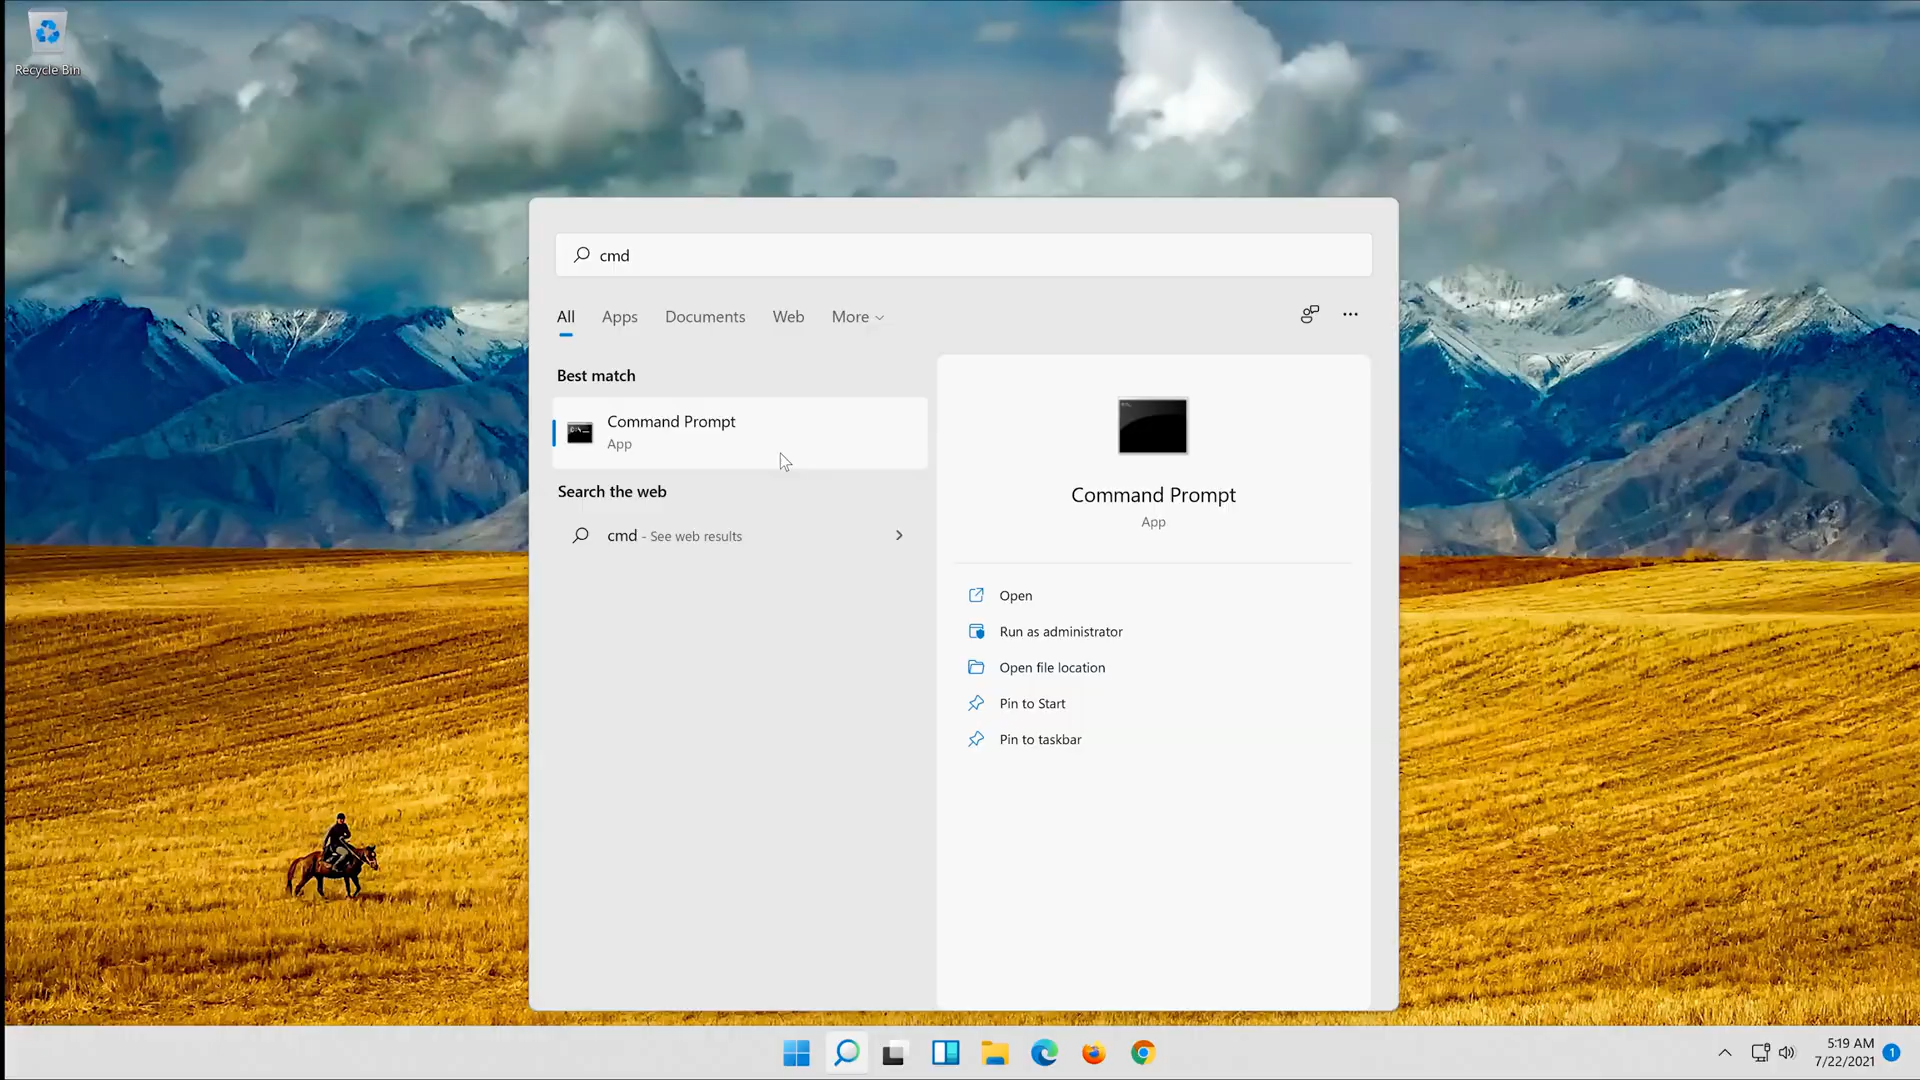 Recycle Bin
cmd
All Apps Documents Web More
Best match
Command Prompt
App
Search the web
cmd - See web results
Command Prompt
App
Open
Run as administrator
Open file location
Pin to Start
Pin to taskbar
5:19 AM
7/22/2021
1